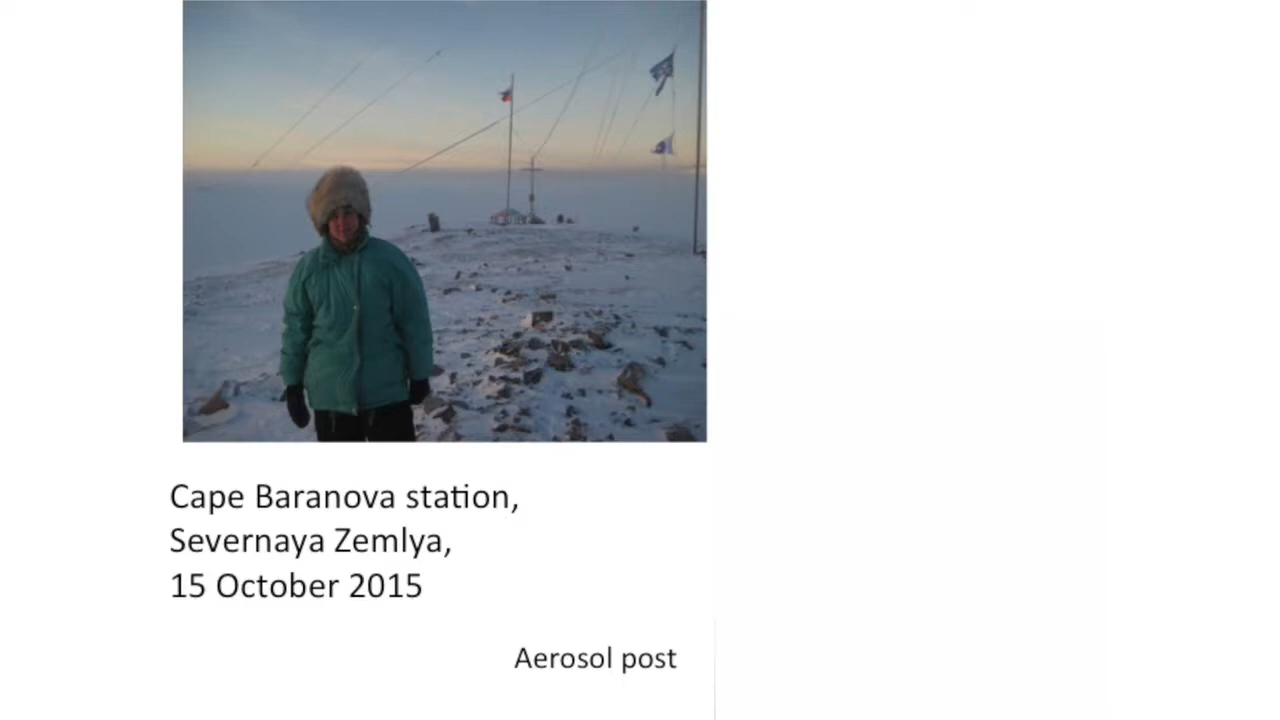 Cape Baranova station,
Severnaya Zemlya,
15 October 2015
Aerosol post